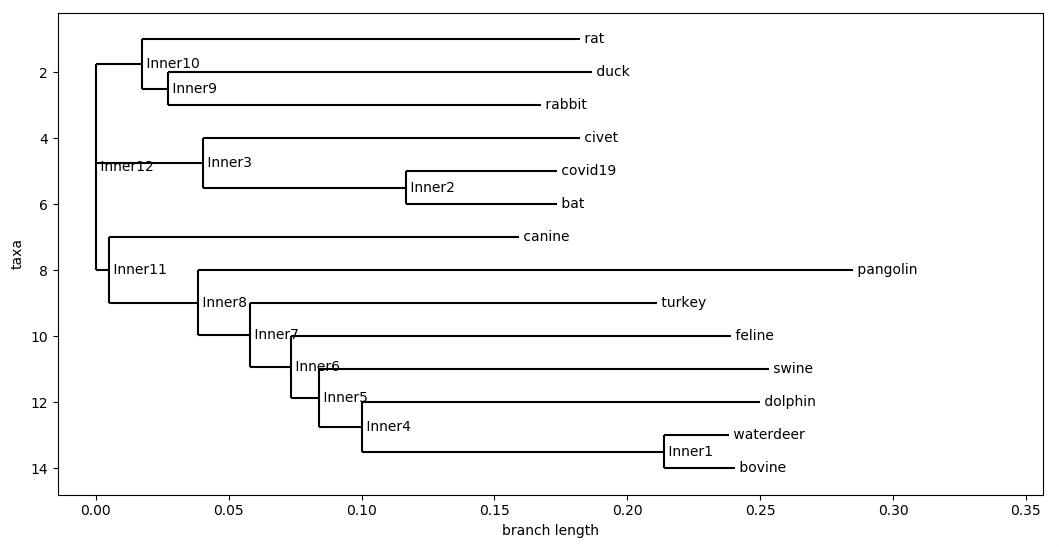 rat
Inner10
2
duck
Inner9
rabbit
4
civet
Inner3
Inner12
covid19
Inner2
6
bat
canine
taxa
8
Inner11
pangolin
Inner8
turkey
10
Inner7
feline
Inner6
swine
Inner5
12
dolphin
Inner4
waterdeer
Inner1
14
bovine
0.00
0.05
0.10
0.15
0.20
0.25
0.30
0.35
branch length